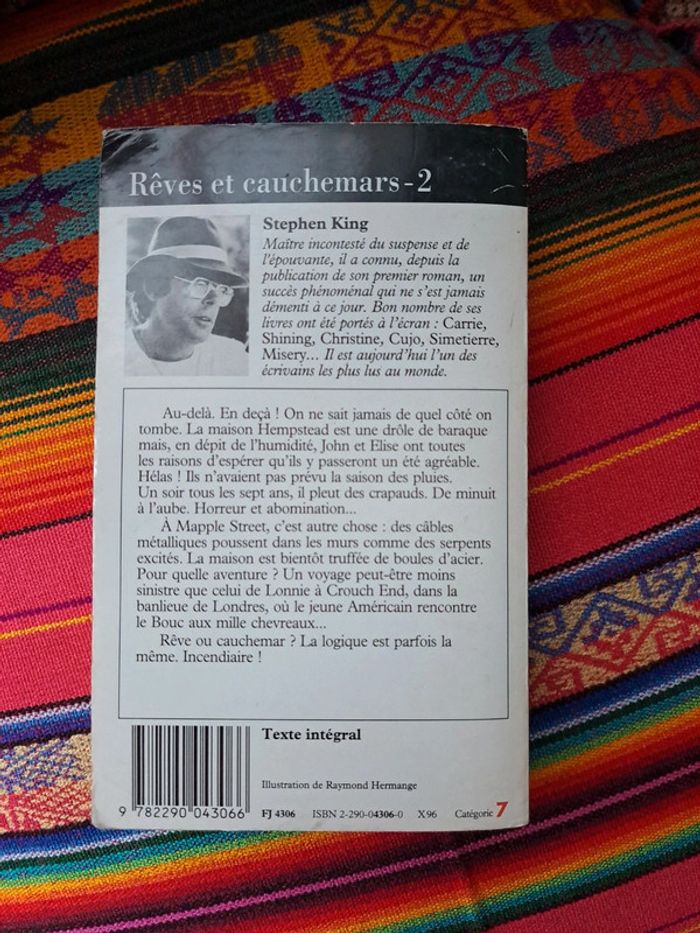 Rêves et cauchemars-2
Stephen King
Maître incontesté du suspense et de
l'épouvante, il a connu, depuis la
publication de son premier roman, un
succès phénoménal qui ne s'est jamais
démenti à ce jour. Bon nombre de ses
livres ont été portés à l'écran : Carrie,
Shining, Christine, Cujo, Simetierre,
Misery... Il est aujourd'hui l'un des
écrivains les plus lus au monde.
Au-delà. En deçà ! On ne sait jamais de quel côté on
tombe. La maison Hempstead est une drôle de baraque
mais, en dépit de l'humidité, John et Elise ont toutes
les raisons d'espérer qu'ils y passeront un été agréable.
Hélas ! Ils n'avaient pas prévu la saison des pluies.
Un soir tous les sept ans, il pleut des crapauds. De minuit
à l'aube. Horreur et abomination...
À Mapple Street, c'est autre chose : des câbles
métalliques poussent dans les murs comme des serpents
excités. La maison est bientôt truffée de boules d'acier.
Pour quelle aventure ? Un voyage peut-être moins
sinistre que celui de Lonnie à Crouch End, dans la
banlieue de Londres, où le jeune Américain rencontre
le Bouc aux mille chevreaux...
Rêve ou cauchemar ? La logique est parfois la
même. Incendiaire !
Texte intégral
Illustration de Raymond Hermange
9 782290 043066
FJ 4306 ISBN 2-290-04306-0 X96 Catégorie 7